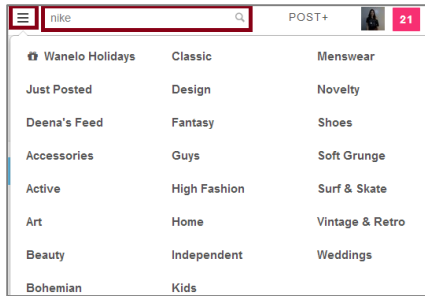 nike
POST+
21
Wanelo Holidays Classic Menswear
Just Posted Design Novelty
Deena's Feed Fantasy Shoes
Accessories Guys Soft Grunge
Active High Fashion Surf & Skate
Art Home Vintage & Retro
Beauty Independent Weddings
Bohemian Kids